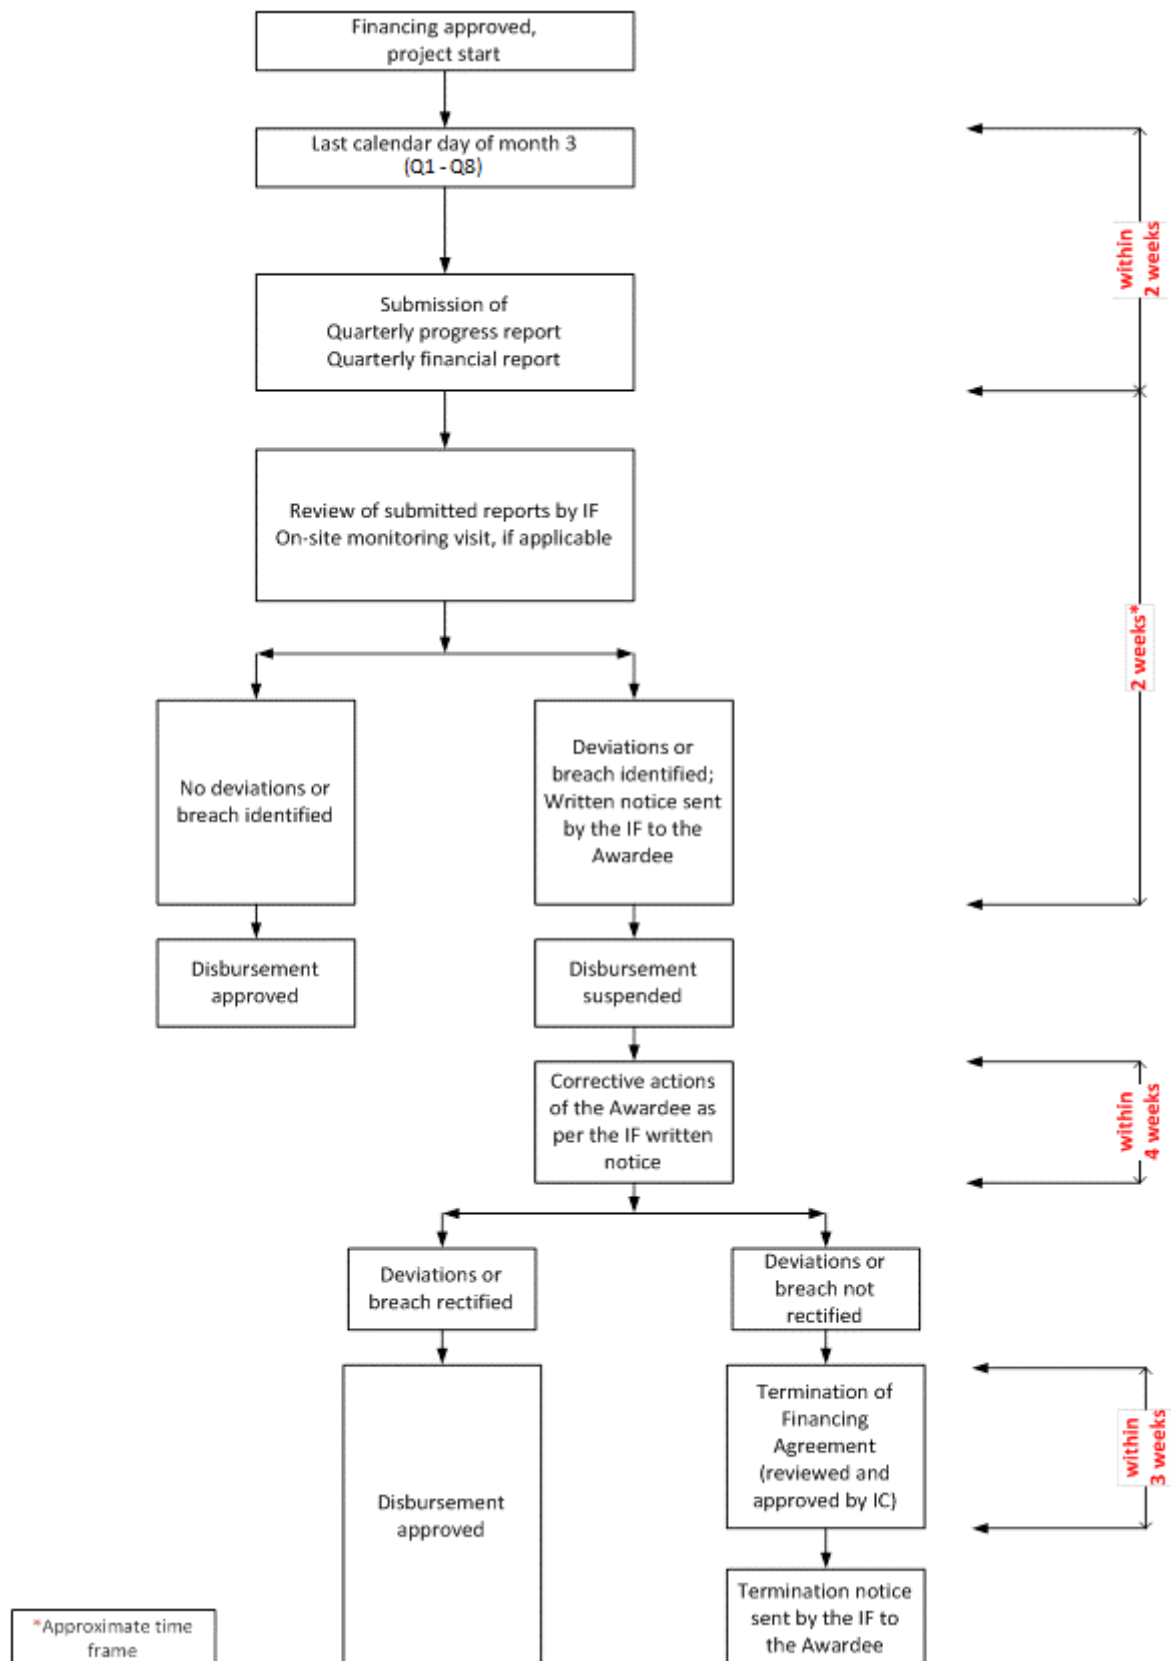 Financing approved,
project start
Last calendar day of month 3
(Q1 - Q8)
within
2 weeks
Submission of
Quarterly progress report
Quarterly financial report
Review of submitted reports by IF
On-site monitoring visit, if applicable
2 weeks*
No deviations or
breach identified
Deviations or
breach identified;
Written notice sent
by the IF to the
Awardee
Disbursement
approved
Disbursement
suspended
Corrective actions
of the Awardee as
per the IF written
notice
within
4 weeks
Deviations or
breach rectified
Deviations or
breach not
rectified
Disbursement
approved
Termination of
Financing
Agreement
(reviewed and
approved by IC)
within
3 weeks
Termination notice
sent by the IF to
the Awardee
*Approximate time
frame